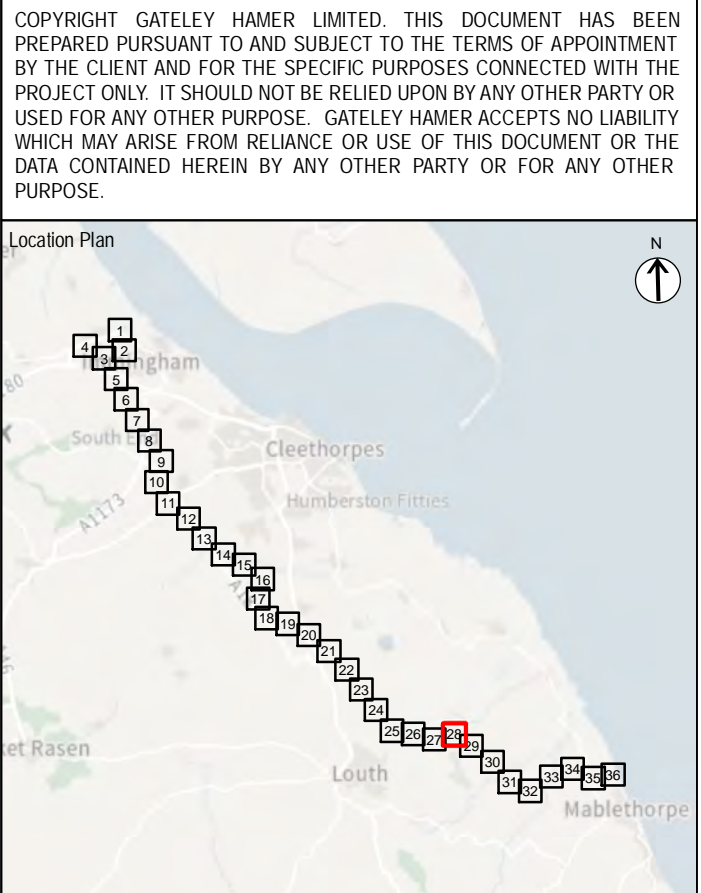 COPYRIGHT GATELEY HAMER LIMITED. THIS DOCUMENT HAS BEEN
PREPARED PURSUANT TO AND SUBJECT TO THE TERMS OF APPOINTMENT
BY THE CLIENT AND FOR THE SPECIFIC PURPOSES CONNECTED WITH THE
PROJECT ONLY. IT SHOULD NOT BE RELIED UPON BY ANY OTHER PARTY OR
USED FOR ANY OTHER PURPOSE. GATELEY HAMER ACCEPTS NO LIABILITY
WHICH MAY ARISE FROM RELIANCE OR USE OF THIS DOCUMENT OR THE
DATA CONTAINED HEREIN BY ANY OTHER PARTY OR FOR ANY OTHER
PURPOSE.
Location Plan
N
1
4
3
2
ingham
5
80
6
7
South E
8
Cleethorpes
9
10
Humberston Fitties
11
A1173
12
13
14
15
16
17
18
19
20
21
22
23
24
25
26
27
28
29
ket Rasen
30
Louth
31
32
33
34
35
36
Mablethorpe